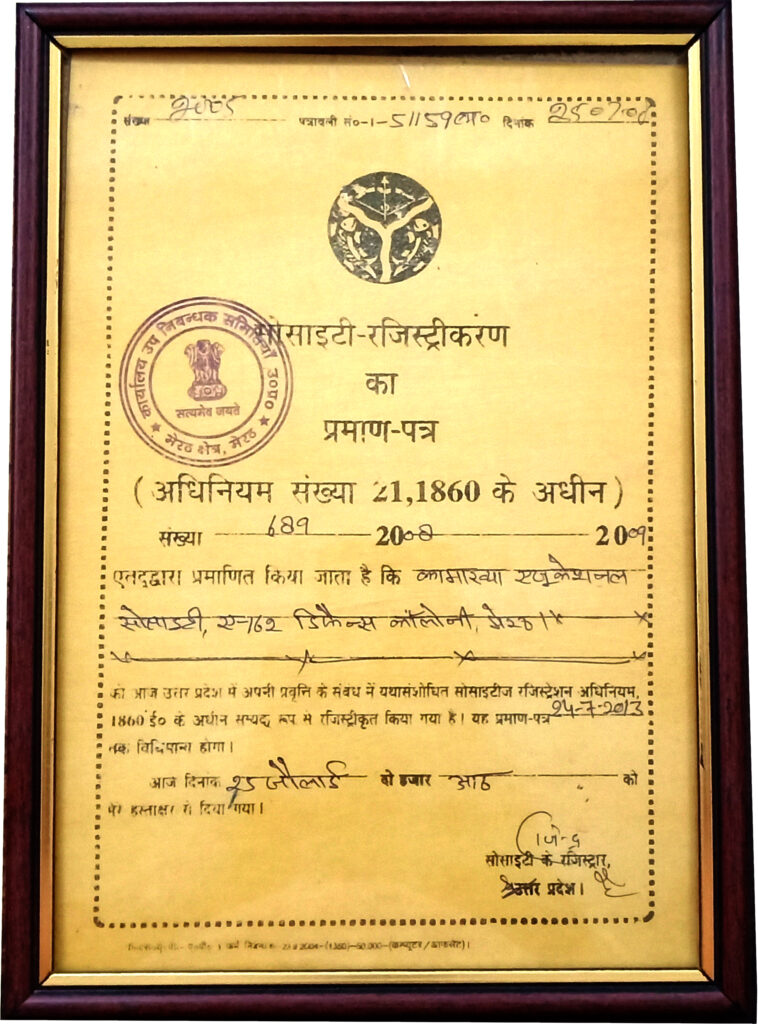 संख्या पत्रावली सं०-1-51159मे० दिनांक 25-07-08
कार्यालय उप निबन्धक समितियाँ उ०प्र०
सत्यमेव जयते
मेरठ क्षेत्र, मेरठ
सोसाइटी-रजिस्ट्रीकरण
का
प्रमाण-पत्र
(अधिनियम संख्या 21,1860 के अधीन)
संख्या 689 2008 2009
एतद्द्वारा प्रमाणित किया जाता है कि कामाख्या एजूकेशनल
सोसाइटी, ए-162 डिफैन्स कॉलोनी, मेरठ।
को आज उत्तर प्रदेश में अपनी प्रवृत्ति के संबंध में यथासंशोधित सोसाइटीज रजिस्ट्रेशन अधिनियम,
1860 ई० के अधीन सम्यक् रूप से रजिस्ट्रीकृत किया गया है। यह प्रमाण-पत्र 24-7-2013
तक विधिमान्य होगा।
आज दिनांक 25 जौलाई दो हजार आठ को
मेरे हस्ताक्षर से दिया गया।
सोसाइटी के रजिस्ट्रार,
उत्तर प्रदेश।